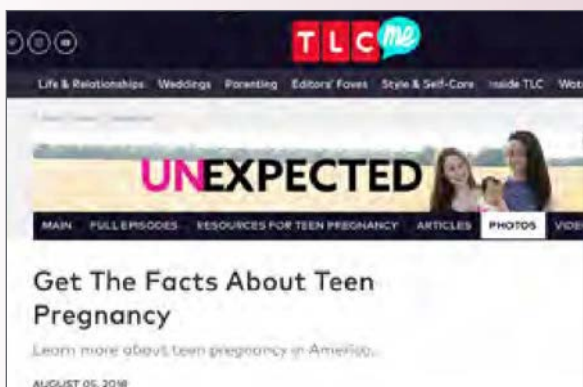 TLC me
Life & Relationships Weddings Parenting Editors' Faves Style & Self-Care Inside TLC
UNEXPECTED
MAIN FULL EPISODES RESOURCES FOR TEEN PREGNANCY ARTICLES PHOTOS
Get The Facts About Teen
Pregnancy
Learn more about teen pregnancy in America.
AUGUST 05, 2018